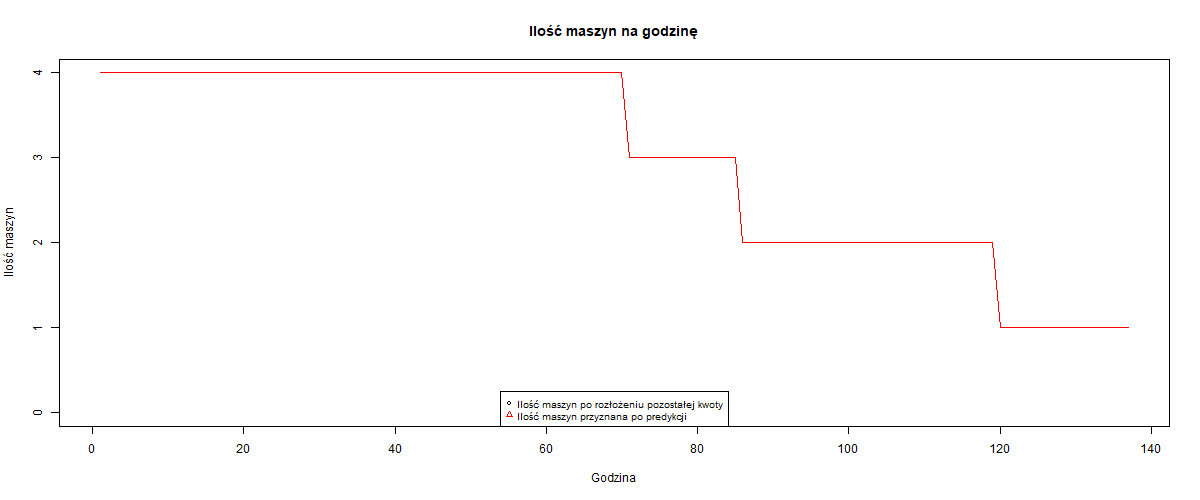 Ilość maszyn na godzinę
Ilość maszyn
4
3
2
1
0
Ilość maszyn po rozłożeniu pozostałej kwoty
Ilość maszyn przyznana po predykcji
0 20 40 60 80 100 120 140
Godzina